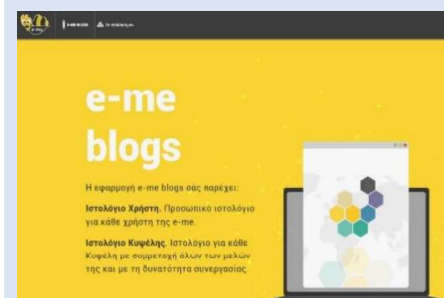 e-me
blogs
Η εφαρμογή e-me blogs σάς παρέχει:
Ιστολόγιο Χρήστη. Προσωπικό ιστολόγιο
για κάθε χρήστη της e-me.
Ιστολόγιο Κυψέλης. Ιστολόγιο για κάθε
Κυψέλη με συμμετοχή όλων των μελών
της και με τη δυνατότητα συνεργασίας.